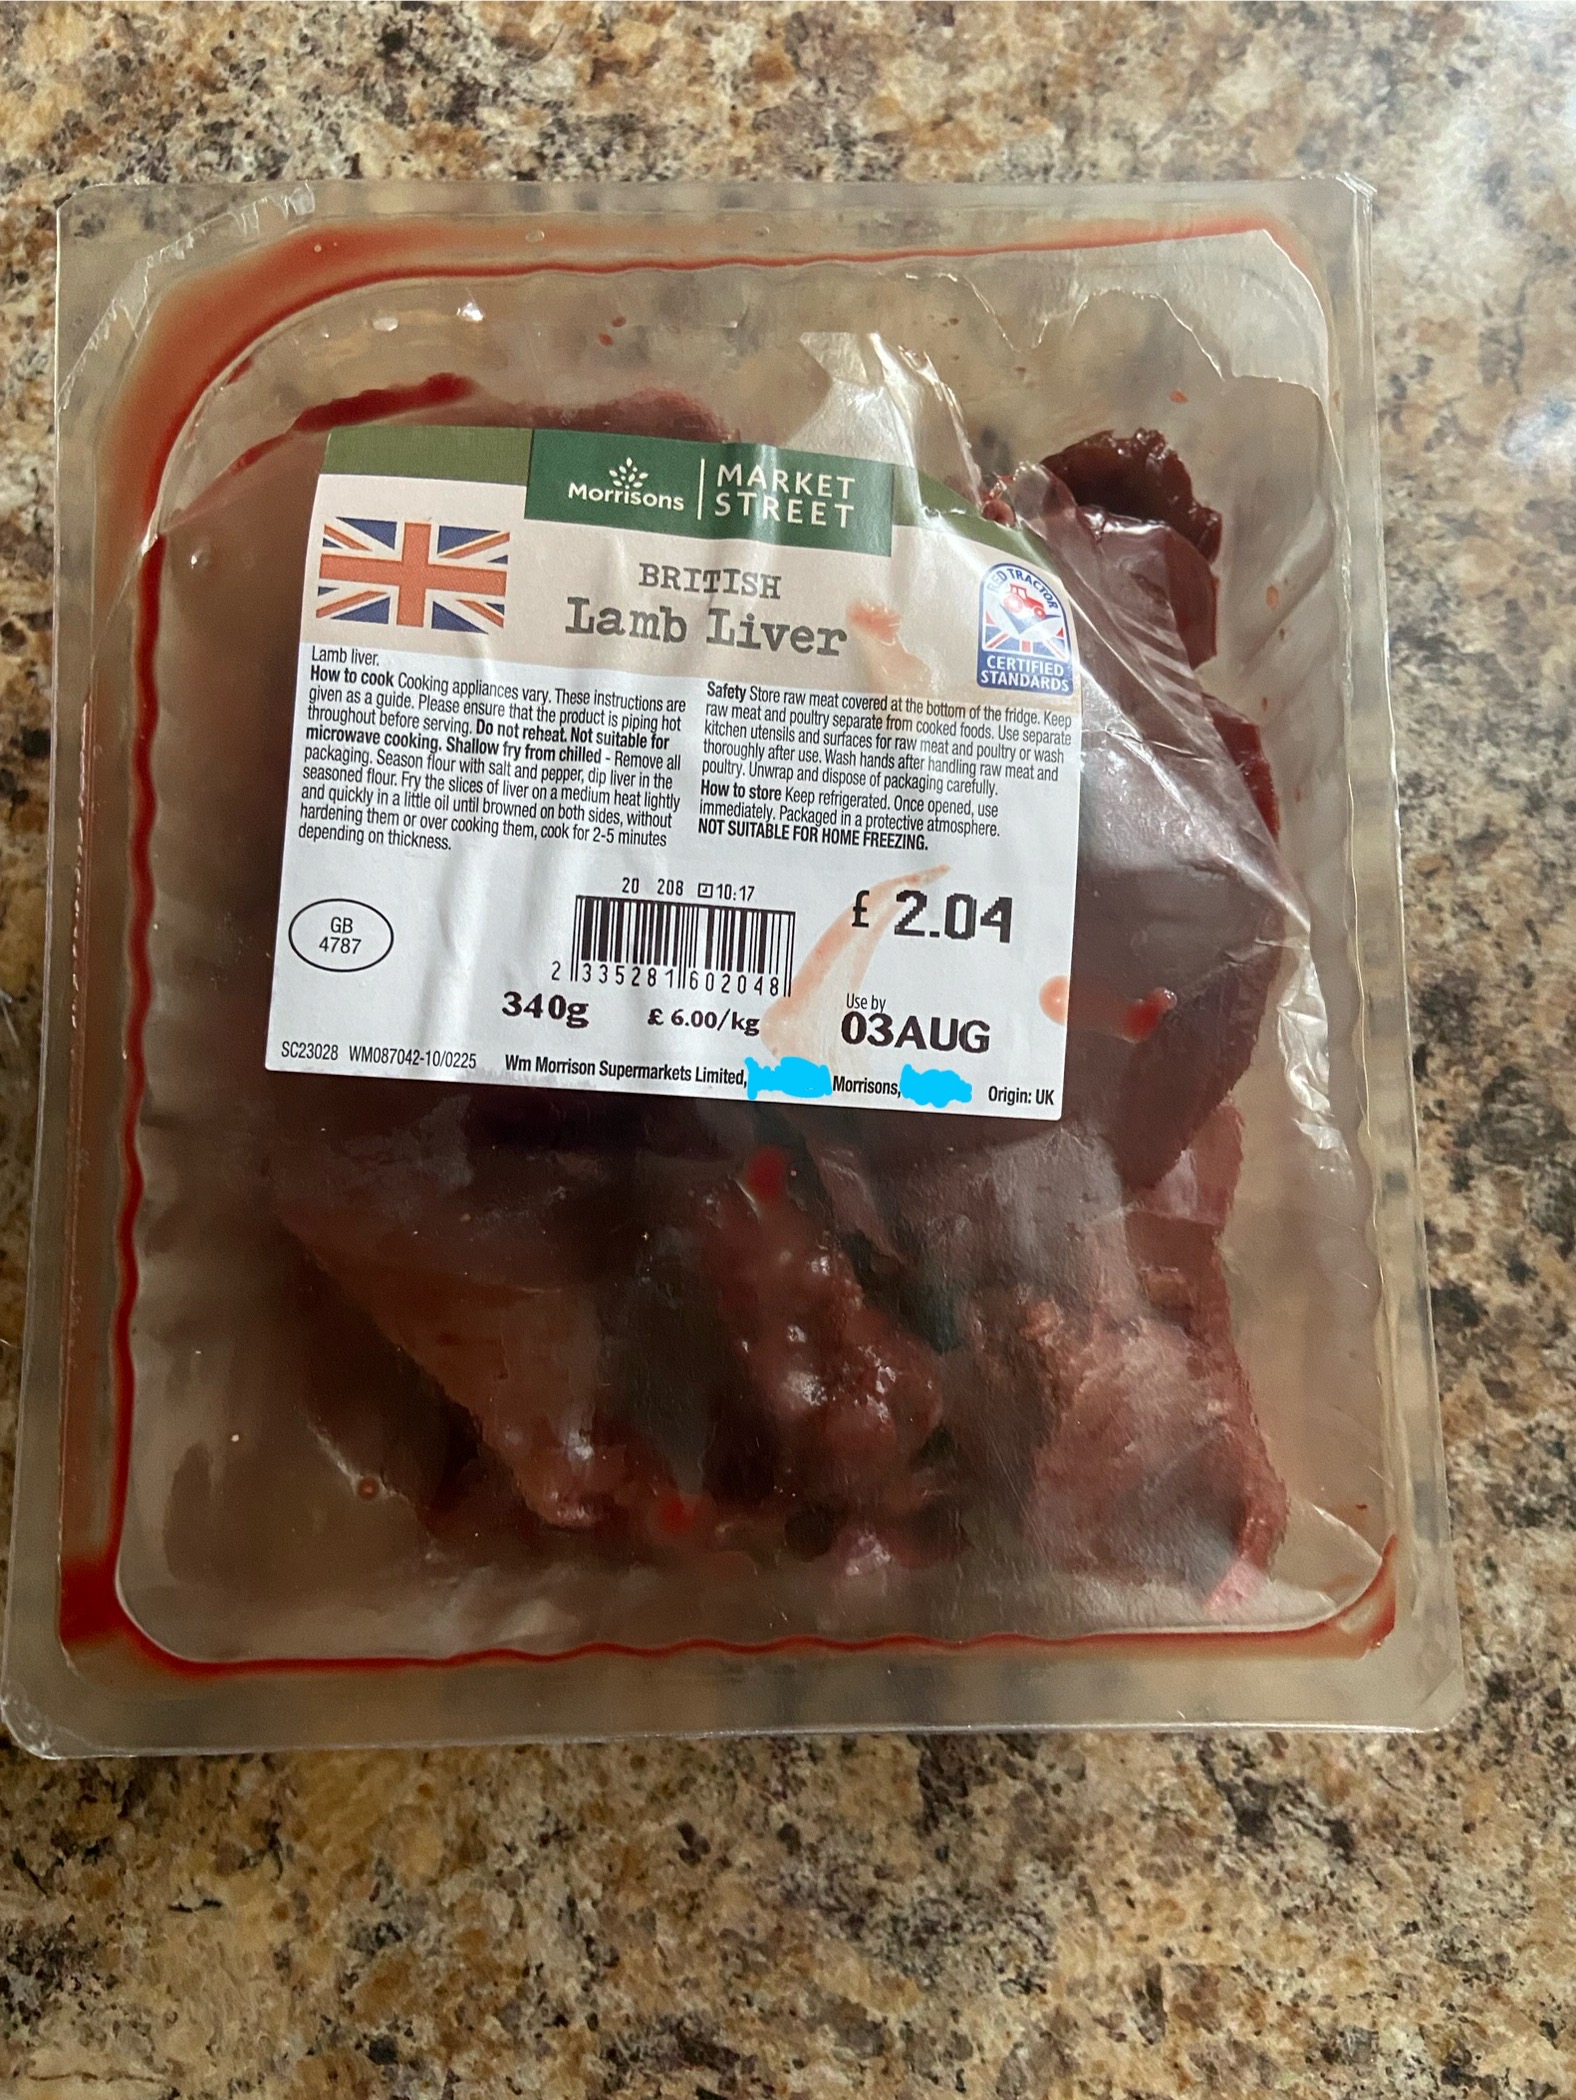 Morrisons
MARKET
STREET
BRITISH
Lamb Liver
RED TRACTOR
CERTIFIED
STANDARDS
Lamb liver.
How to cook Cooking appliances vary. These instructions are
given as a guide. Please ensure that the product is piping hot
throughout before serving. Do not reheat. Not suitable for
microwave cooking. Shallow fry from chilled - Remove all
packaging. Season flour with salt and pepper, dip liver in the
seasoned flour. Fry the slices of liver on a medium heat lightly
and quickly in a little oil until browned on both sides, without
hardening them or over cooking them, cook for 2-5 minutes
depending on thickness.
Safety Store raw meat covered at the bottom of the fridge. Keep
raw meat and poultry separate from cooked foods. Use separate
kitchen utensils and surfaces for raw meat and poultry or wash
thoroughly after use. Wash hands after handling raw meat and
poultry. Unwrap and dispose of packaging carefully.
How to store Keep refrigerated. Once opened, use
immediately. Packaged in a protective atmosphere.
NOT SUITABLE FOR HOME FREEZING.
GB
4787
20 208 10:17
2 335281 602048
£ 2.04
340g
£ 6.00/kg
Use by
03AUG
SC23028 WM087042-10/0225
Wm Morrison Supermarkets Limited, Morrisons, Origin: UK